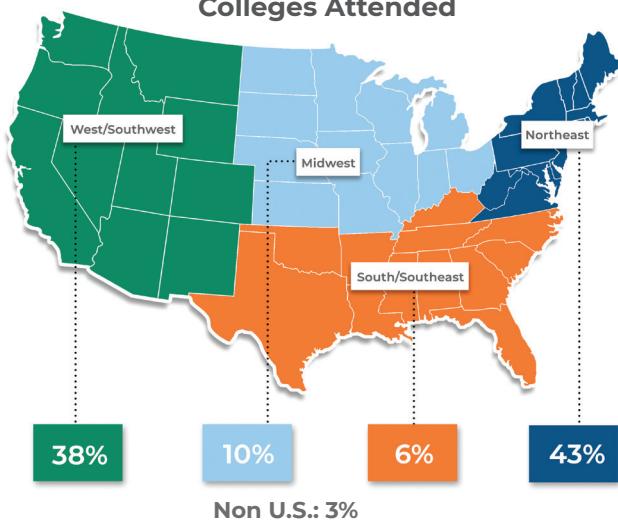 Colleges Attended
West/Southwest
Northeast
Midwest
South/Southeast
38%
10%
6%
43%
Non U.S.: 3%